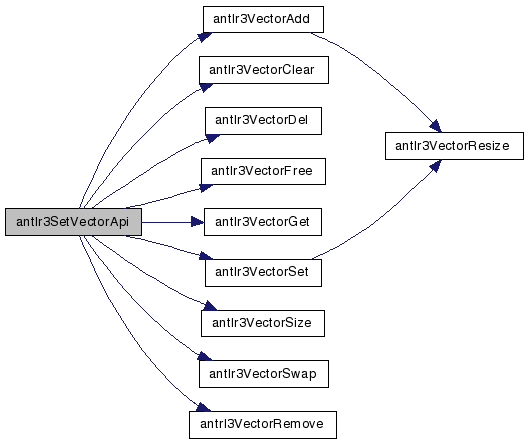 antlr3VectorAdd
antlr3VectorClear
antlr3VectorDel
antlr3VectorResize
antlr3VectorFree
antlr3SetVectorApi
antlr3VectorGet
antlr3VectorSet
antlr3VectorSize
antlr3VectorSwap
antrl3VectorRemove